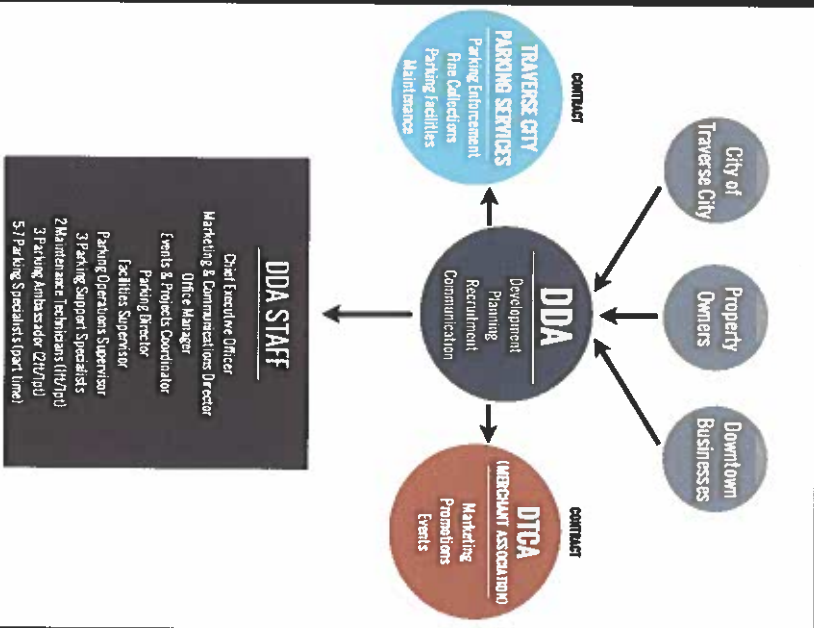 City of
Traverse City
Property
Owners
Downtown
Businesses
CONTRACT
TRAVERSE CITY
PARKING SERVICES
Parking Enforcement
Fine Collections
Parking Facilities
Maintenance
DDA
Development
Planning
Recruitment
Communication
CONTRACT
DTCA
(MERCHANT ASSOCIATION)
Marketing
Promotions
Events
DDA STAFF
Chief Executive Officer
Marketing & Communications Director
Office Manager
Events & Projects Coordinator
Parking Director
Facilities Supervisor
Parking Operations Supervisor
3 Parking Support Specialists
2 Maintenance Technicians (1ft/1pt)
3 Parking Ambassador (2ft/1pt)
5-7 Parking Specialists (part time)